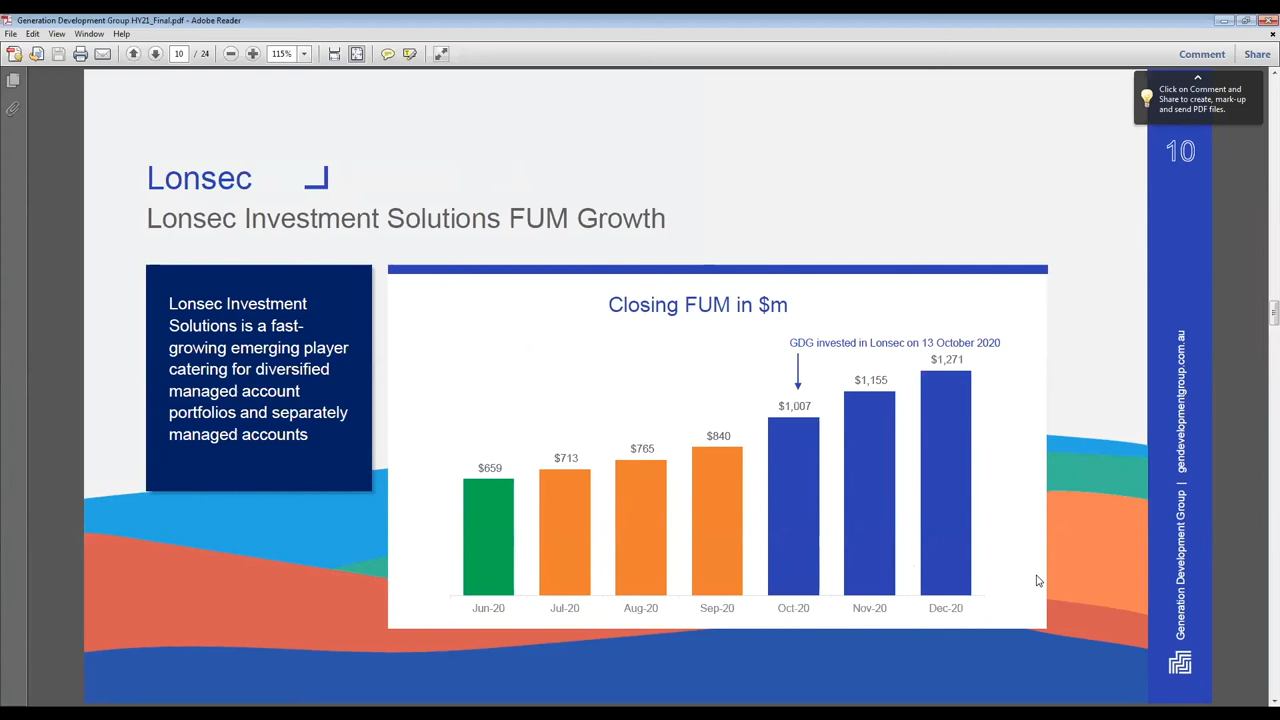 Generation Development Group HY21_Final.pdf - Adobe Reader
File Edit View Window Help
10 / 24 115% Comment Share
Click on Comment and
Share to create, mark-up
and send PDF files.
10
Lonsec
Lonsec Investment Solutions FUM Growth
Lonsec Investment
Solutions is a fast-
growing emerging player
catering for diversified
managed account
portfolios and separately
managed accounts
Closing FUM in $m
GDG invested in Lonsec on 13 October 2020
$659 $713 $765 $840 $1,007 $1,155 $1,271
Jun-20 Jul-20 Aug-20 Sep-20 Oct-20 Nov-20 Dec-20
Generation Development Group | gendevelopmentgroup.com.au